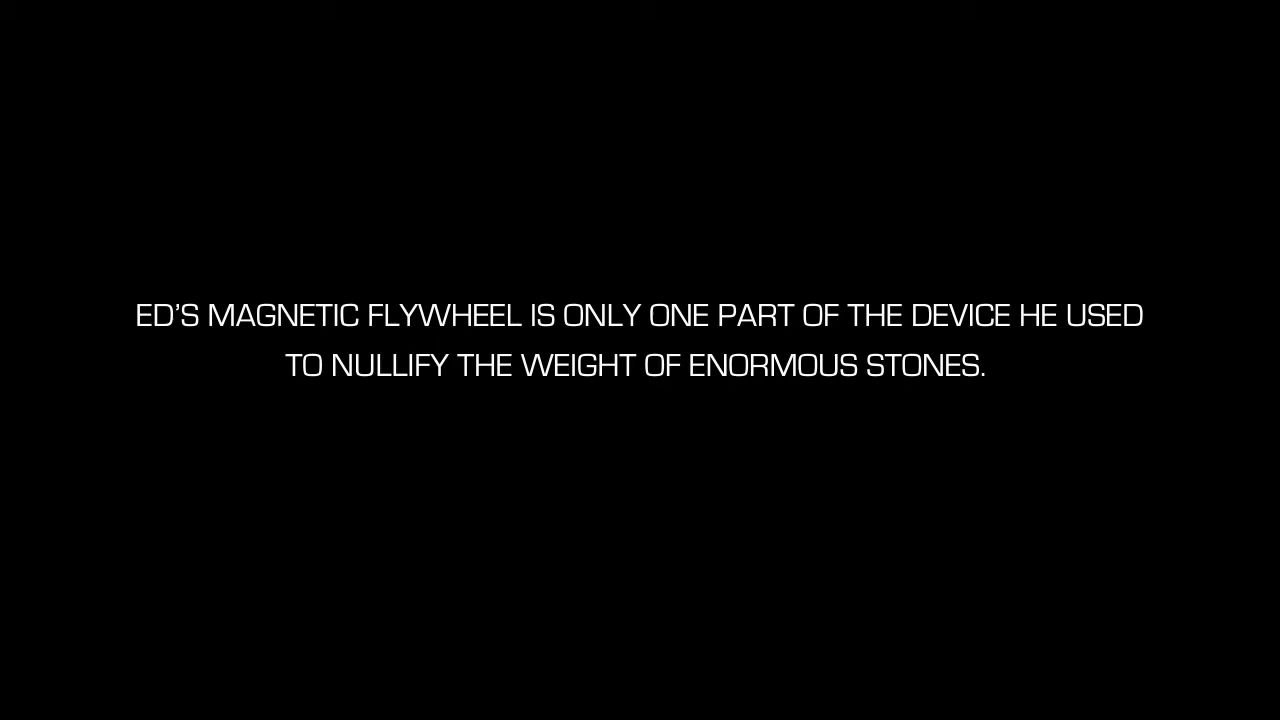 ED’S MAGNETIC FLYWHEEL IS ONLY ONE PART OF THE DEVICE HE USED
TO NULLIFY THE WEIGHT OF ENORMOUS STONES.